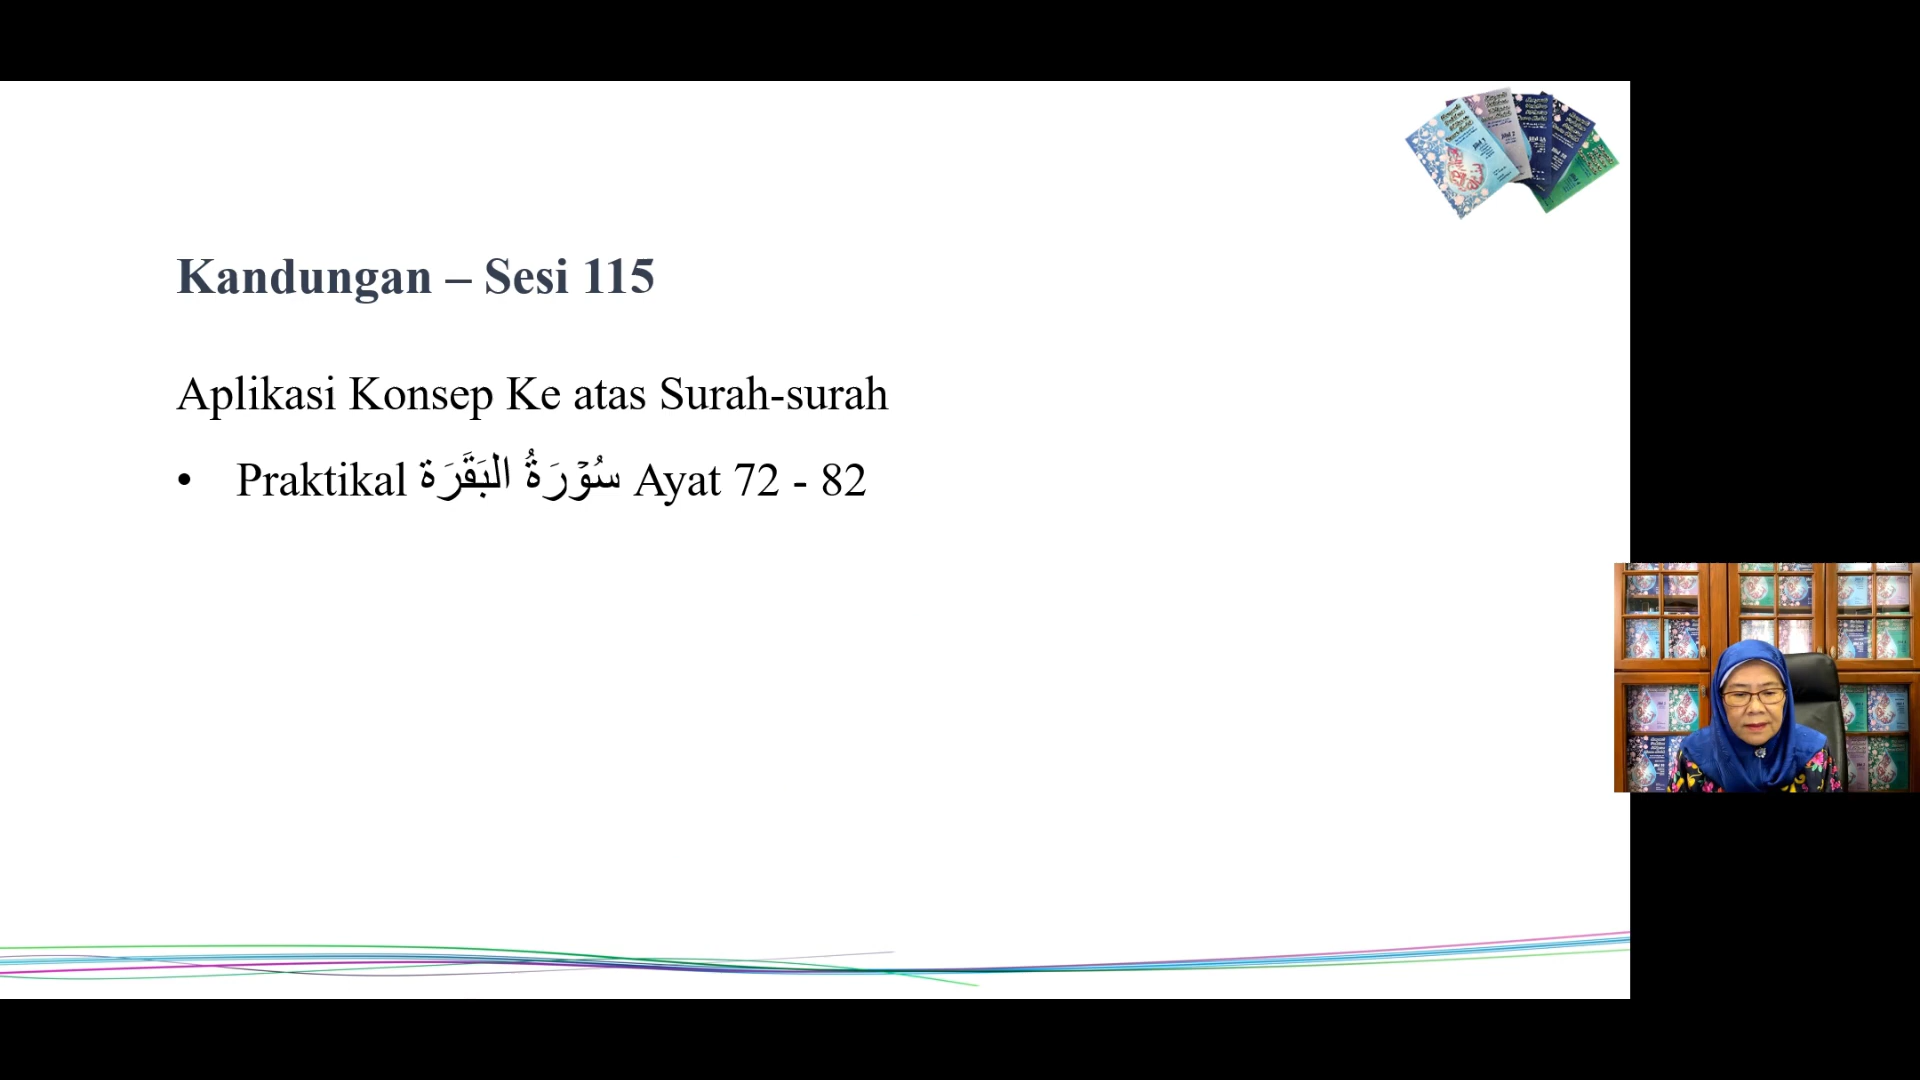 Kandungan – Sesi 115
Aplikasi Konsep Ke atas Surah-surah
• Praktikal سُوْرَةُ البَقَرَة Ayat 72 - 82